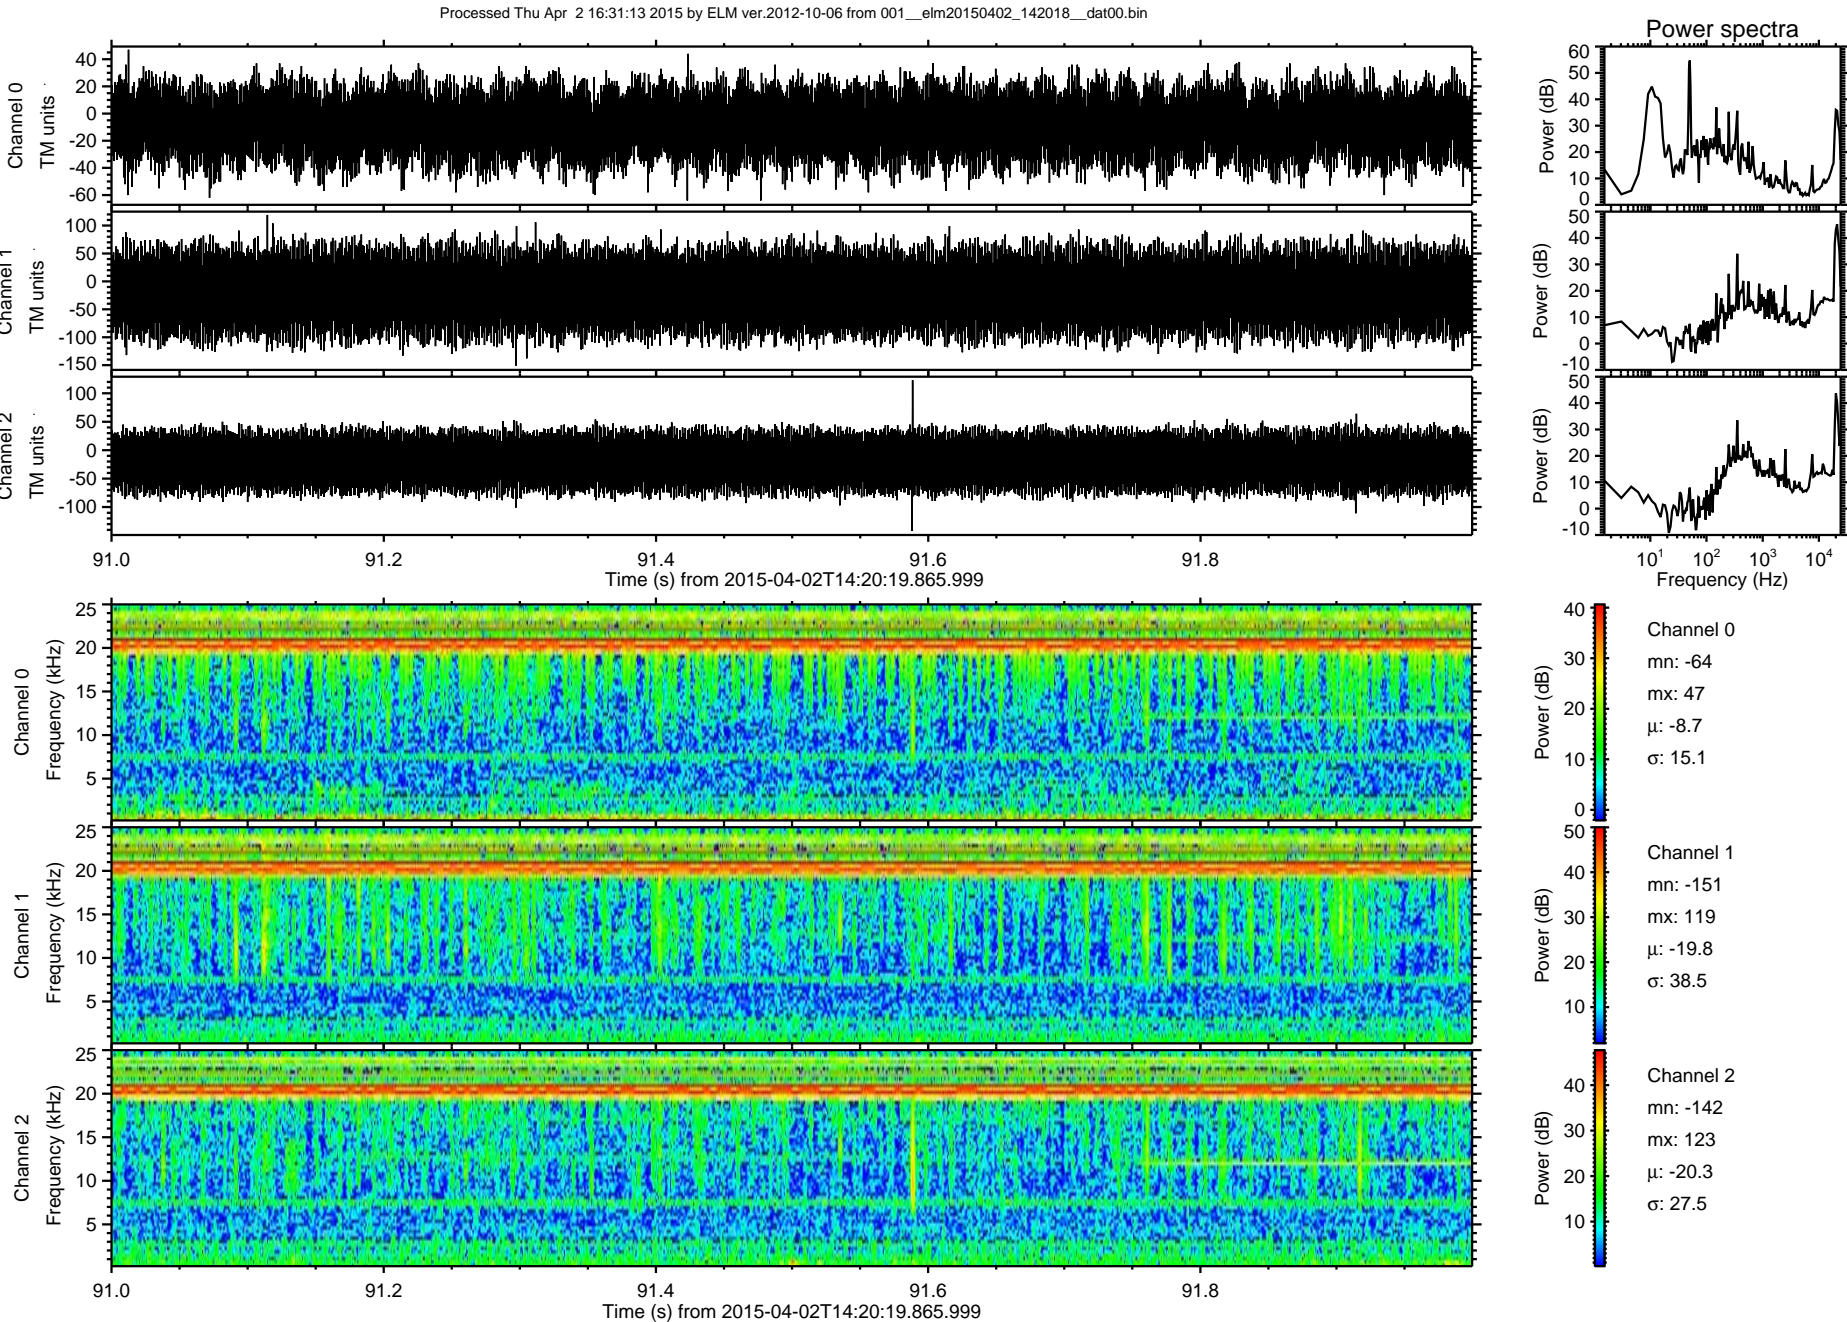 Processed Thu Apr  2 16:31:13 2015 by ELM ver.2012-10-06 from 001__elm20150402_142018__dat00.bin
Power spectra
Channel 0
TM units
40
20
0
-20
-40
-60
Power (dB)
60
50
40
30
20
10
0
Channel 1
TM units
100
50
0
-50
-100
-150
Power (dB)
50
40
30
20
10
0
-10
Channel 2
TM units
100
50
0
-50
-100
Power (dB)
50
40
30
20
10
0
-10
91.0 91.2 91.4 91.6 91.8
Time (s) from 2015-04-02T14:20:19.865.999
10¹ 10² 10³ 10⁴
Frequency (Hz)
Channel 0
Frequency (kHz)
25
20
15
10
5
Power (dB)
40
30
20
10
0
Channel 0
mn: -64
mx: 47
μ: -8.7
σ: 15.1
Channel 1
Frequency (kHz)
25
20
15
10
5
Power (dB)
50
40
30
20
10
Channel 1
mn: -151
mx: 119
μ: -19.8
σ: 38.5
Channel 2
Frequency (kHz)
25
20
15
10
5
Power (dB)
40
30
20
10
Channel 2
mn: -142
mx: 123
μ: -20.3
σ: 27.5
91.0 91.2 91.4 91.6 91.8
Time (s) from 2015-04-02T14:20:19.865.999